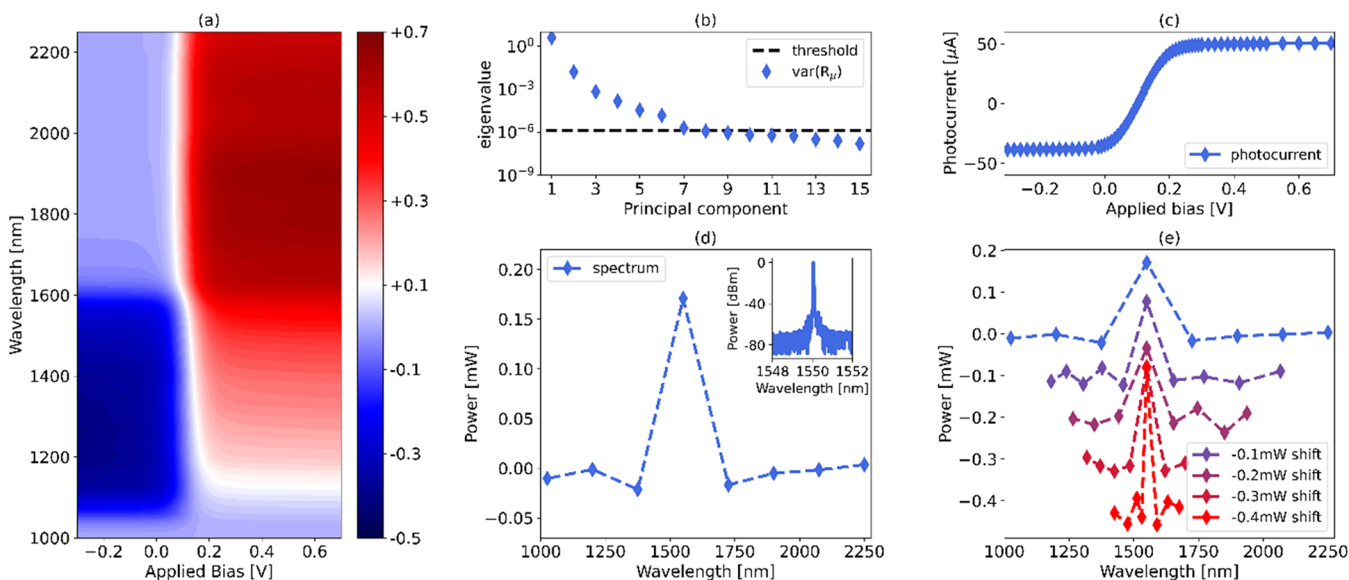 (a)
2200
2000
1800
1600
1400
1200
1000
Wavelength [nm]
−0.2 0.0 0.2 0.4 0.6
Applied Bias [V]
+0.7
+0.5
+0.3
+0.1
-0.1
-0.3
-0.5
(b)
10^0
10^−3
10^−6
10^−9
eigenvalue
threshold
var(R_μ)
1 3 5 7 9 11 13 15
Principal component
(c)
50
0
−50
Photocurrent [μA]
photocurrent
−0.2 0.0 0.2 0.4 0.6
Applied bias [V]
(d)
0.20
0.15
0.10
0.05
0.00
−0.05
Power [mW]
spectrum
0
−40
−80
Power [dBm]
1548 1550 1552
Wavelength [nm]
1000 1250 1500 1750 2000 2250
Wavelength [nm]
(e)
0.2
0.1
0.0
−0.1
−0.2
−0.3
−0.4
Power [mW]
-0.1mW shift
-0.2mW shift
-0.3mW shift
-0.4mW shift
1000 1250 1500 1750 2000 2250
Wavelength [nm]